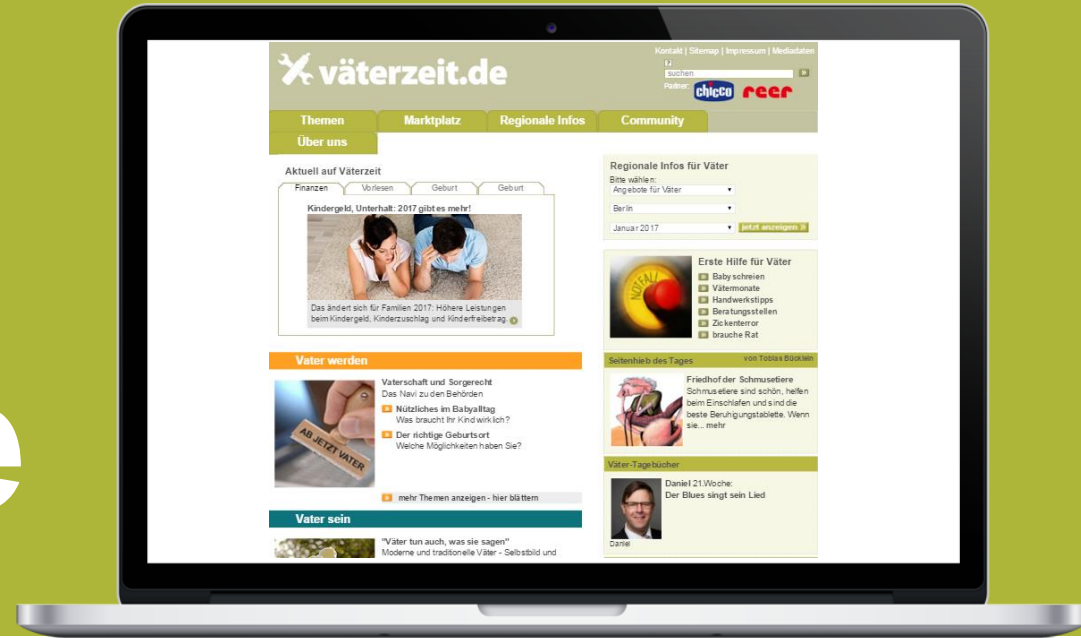 väterzeit.de
Kontakt | Sitemap | Impressum | Mediadaten
suchen
Partner: chicco reer
Themen Marktplatz Regionale Infos Community
Über uns
Aktuell auf Väterzeit
Finanzen Vorlesen Geburt Geburt
Kindergeld, Unterhalt: 2017 gibt es mehr!
Das ändert sich für Familien 2017: Höhere Leistungen
beim Kindergeld, Kinderzuschlag und Kinderfreibetrag.
Vater werden
AB JETZT VATER
Vaterschaft und Sorgerecht
Das Navi zu den Behörden
Nützliches im Babyalltag
Was braucht Ihr Kind wirklich?
Der richtige Geburtsort
Welche Möglichkeiten haben Sie?
mehr Themen anzeigen - hier blättern
Vater sein
"Väter tun auch, was sie sagen"
Moderne und traditionelle Väter - Selbstbild und
Regionale Infos für Väter
Bitte wählen:
Angebote für Väter
Berlin
Januar 2017
jetzt anzeigen »
NOTFALL
Erste Hilfe für Väter
Baby schreien
Vätermonate
Handwerkstipps
Beratungsstellen
Zickenterror
brauche Rat
Seitenhieb des Tages von Tobias Bücklein
Friedhof der Schmusetiere
Schmusetiere sind schön, helfen
beim Einschlafen und sind die
beste Beruhigungstablette. Wenn
sie... mehr
Väter-Tagebücher
Daniel 21.Woche:
Der Blues singt sein Lied
Daniel
e